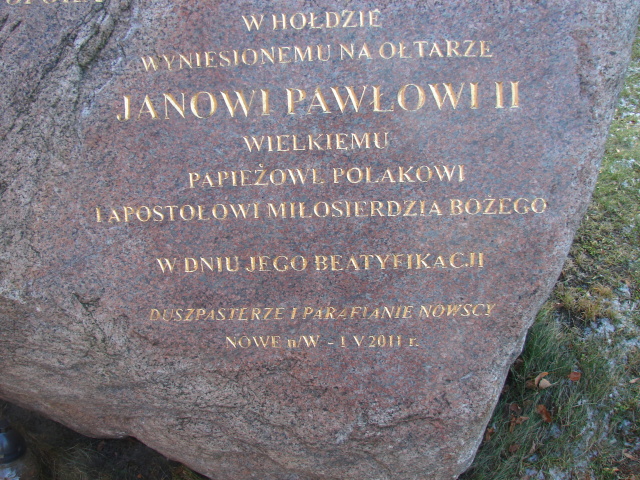 W HOŁDZIE
WYNIESIONEMU NA OŁTARZE
JANOWI PAWŁOWI II
WIELKIEMU
PAPIEŻOWI, POLAKOWI
I APOSTOŁOWI MIŁOSIERDZIA BOŻEGO
W DNIU JEGO BEATYFIKACJI
DUSZPASTERZE I PARAFIANIE NOWSCY
NOWE n/W - 1 V 2011 r.